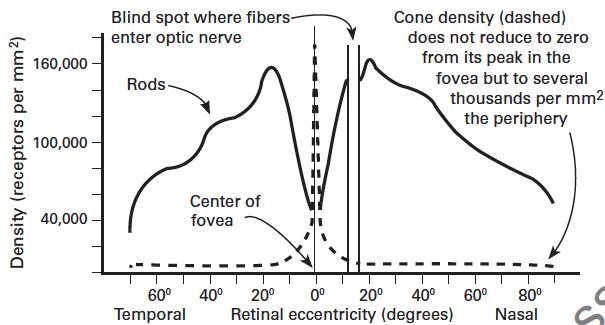 Blind spot where fibers
enter optic nerve
Cone density (dashed)
does not reduce to zero
from its peak in the
fovea but to several
thousands per mm²
the periphery
Rods
Center of
fovea
Density (receptors per mm²)
160,000
100,000
40,000
60⁰ 40⁰ 20⁰ 0⁰ 20⁰ 40⁰ 60⁰ 80⁰
Temporal Retinal eccentricity (degrees) Nasal